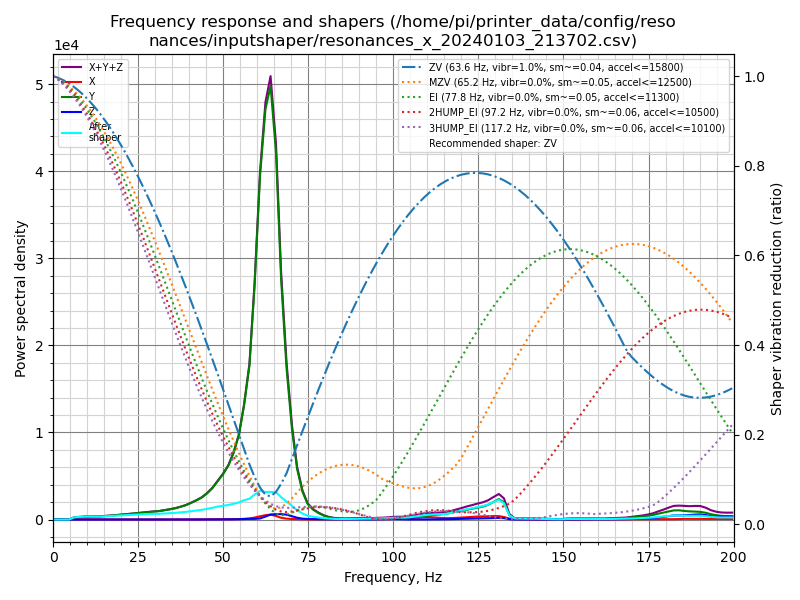 Frequency response and shapers (/home/pi/printer_data/config/reso
nances/inputshaper/resonances_x_20240103_213702.csv)
1e4
X+Y+Z
X
Y
Z
After
shaper
ZV (63.6 Hz, vibr=1.0%, sm~=0.04, accel<=15800)
MZV (65.2 Hz, vibr=0.0%, sm~=0.05, accel<=12500)
EI (77.8 Hz, vibr=0.0%, sm~=0.05, accel<=11300)
2HUMP_EI (97.2 Hz, vibr=0.0%, sm~=0.06, accel<=10500)
3HUMP_EI (117.2 Hz, vibr=0.0%, sm~=0.06, accel<=10100)
Recommended shaper: ZV
Power spectral density
5
4
3
2
1
0
1.0
0.8
0.6
0.4
0.2
0.0
Shaper vibration reduction (ratio)
0 25 50 75 100 125 150 175 200
Frequency, Hz